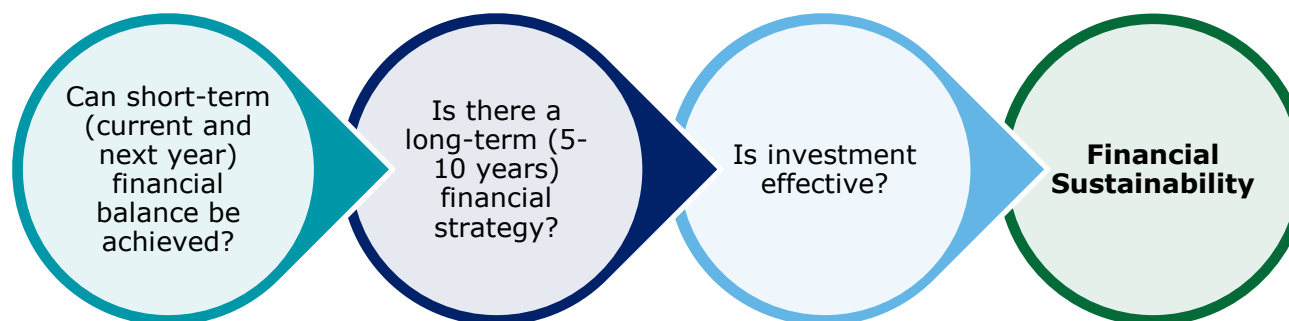 Can short-term
(current and
next year)
financial
balance be
achieved?
Is there a
long-term (5-
10 years)
financial
strategy?
Is investment
effective?
Financial
Sustainability